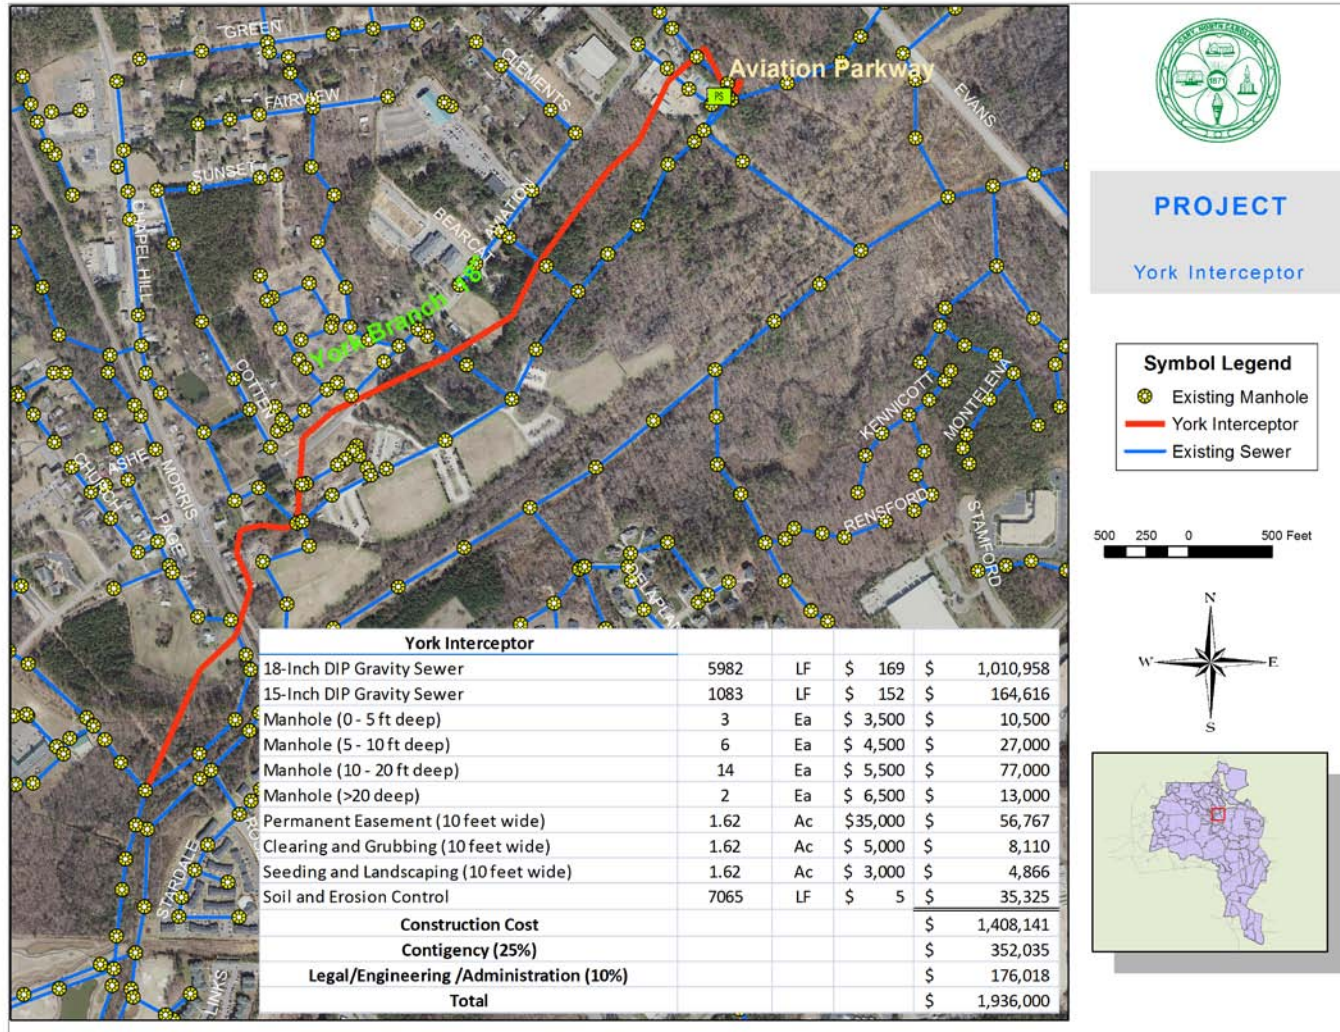 GREEN
CLEMENTS
Aviation Parkway
PS
EVANS
FAIRVIEW
SUNSET
AVIATION
CHAPEL HILL
York Branch 18"
COTTEN
KENNICOTT
MONTELENA
ASHE
CHURCH
MORRIS
PAGE
RENSFORD
STAMFORD
STARDALE
LINKS
York Interceptor
18-Inch DIP Gravity Sewer 5982 LF $ 169 $ 1,010,958
15-Inch DIP Gravity Sewer 1083 LF $ 152 $ 164,616
Manhole (0 - 5 ft deep) 3 Ea $ 3,500 $ 10,500
Manhole (5 - 10 ft deep) 6 Ea $ 4,500 $ 27,000
Manhole (10 - 20 ft deep) 14 Ea $ 5,500 $ 77,000
Manhole (>20 deep) 2 Ea $ 6,500 $ 13,000
Permanent Easement (10 feet wide) 1.62 Ac $35,000 $ 56,767
Clearing and Grubbing (10 feet wide) 1.62 Ac $ 5,000 $ 8,110
Seeding and Landscaping (10 feet wide) 1.62 Ac $ 3,000 $ 4,866
Soil and Erosion Control 7065 LF $ 5 $ 35,325
Construction Cost $ 1,408,141
Contigency (25%) $ 352,035
Legal/Engineering /Administration (10%) $ 176,018
Total $ 1,936,000
CARY, NORTH CAROLINA
1871
PROJECT
York Interceptor
Symbol Legend
Existing Manhole
York Interceptor
Existing Sewer
500 250 0 500 Feet
N
W E
S